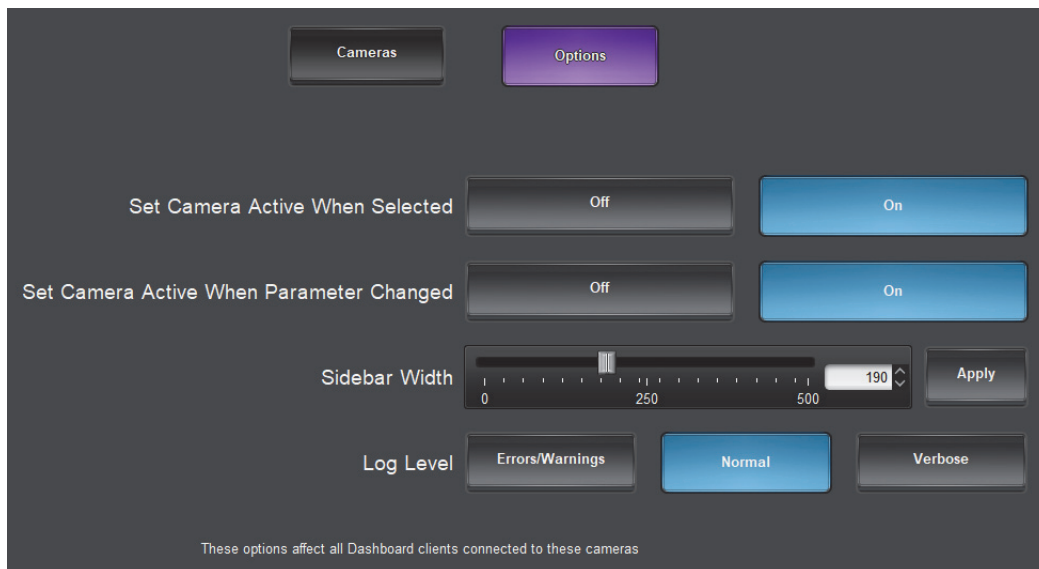 Cameras Options
Set Camera Active When Selected Off On
Set Camera Active When Parameter Changed Off On
Sidebar Width 190 Apply
0 250 500
Log Level Errors/Warnings Normal Verbose
These options affect all Dashboard clients connected to these cameras